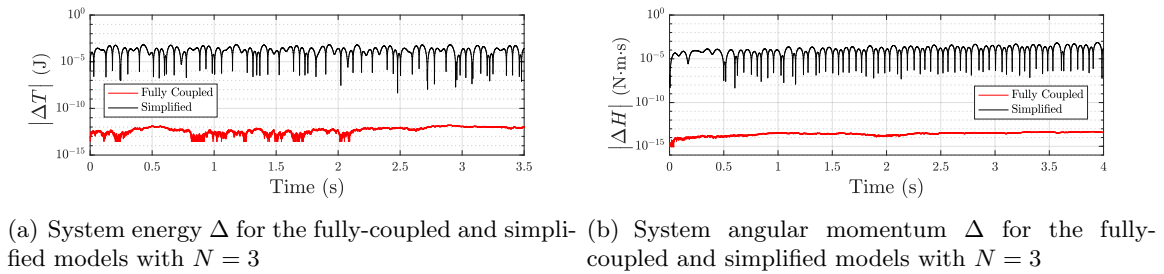 10^0
10^-5
10^-10
10^-15
|ΔT| (J)
Fully Coupled
Simplified
0 0.5 1 1.5 2 2.5 3 3.5
Time (s)
(a) System energy Δ for the fully-coupled and simpli-
fied models with N = 3
10^0
10^-5
10^-10
10^-15
|ΔH| (N·m·s)
Fully Coupled
Simplified
0 0.5 1 1.5 2 2.5 3 3.5 4
Time (s)
(b) System angular momentum Δ for the fully-
coupled and simplified models with N = 3